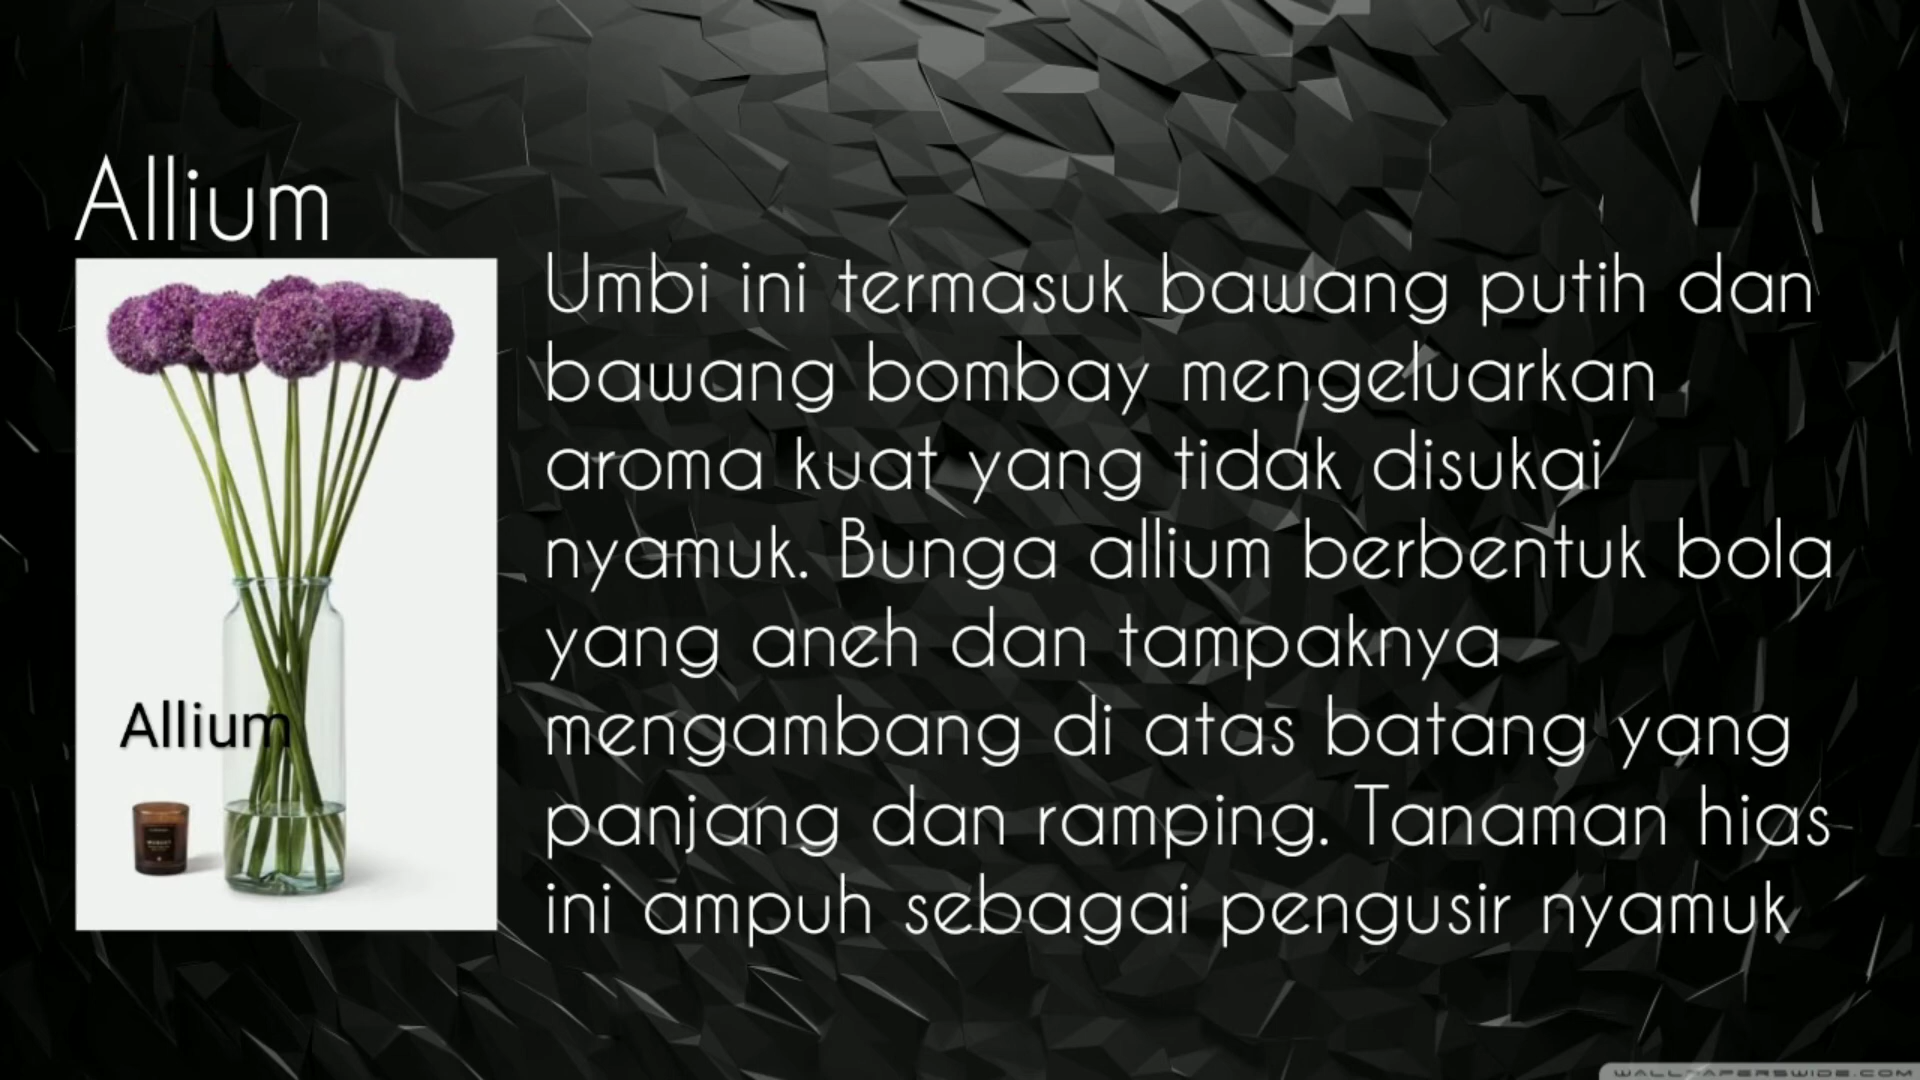 Allium
Umbi ini termasuk bawang putih dan
bawang bombay mengeluarkan
aroma kuat yang tidak disukai
nyamuk. Bunga allium berbentuk bola
yang aneh dan tampaknya
mengambang di atas batang yang
panjang dan ramping. Tanaman hias
ini ampuh sebagai pengusir nyamuk
Allium
WALLPAPERSWIDE.COM